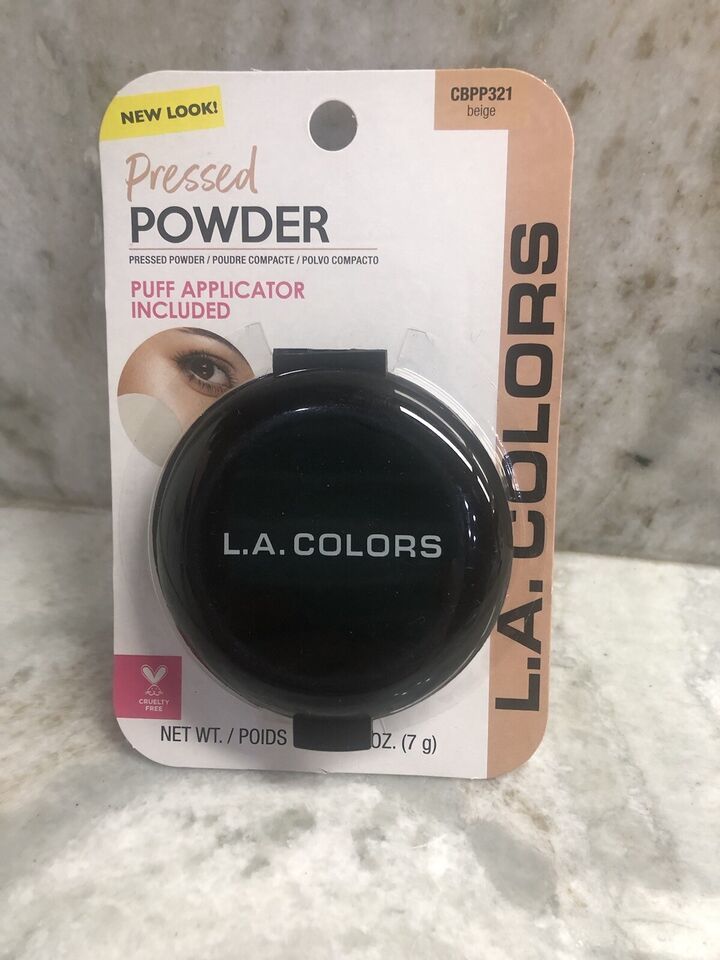 NEW LOOK!
CBPP321
beige
Pressed
POWDER
PRESSED POWDER / POUDRE COMPACTE / POLVO COMPACTO
PUFF APPLICATOR
INCLUDED
L.A. COLORS
L.A. COLORS
CRUELTY
FREE
NET WT. / POIDS OZ. (7 g)